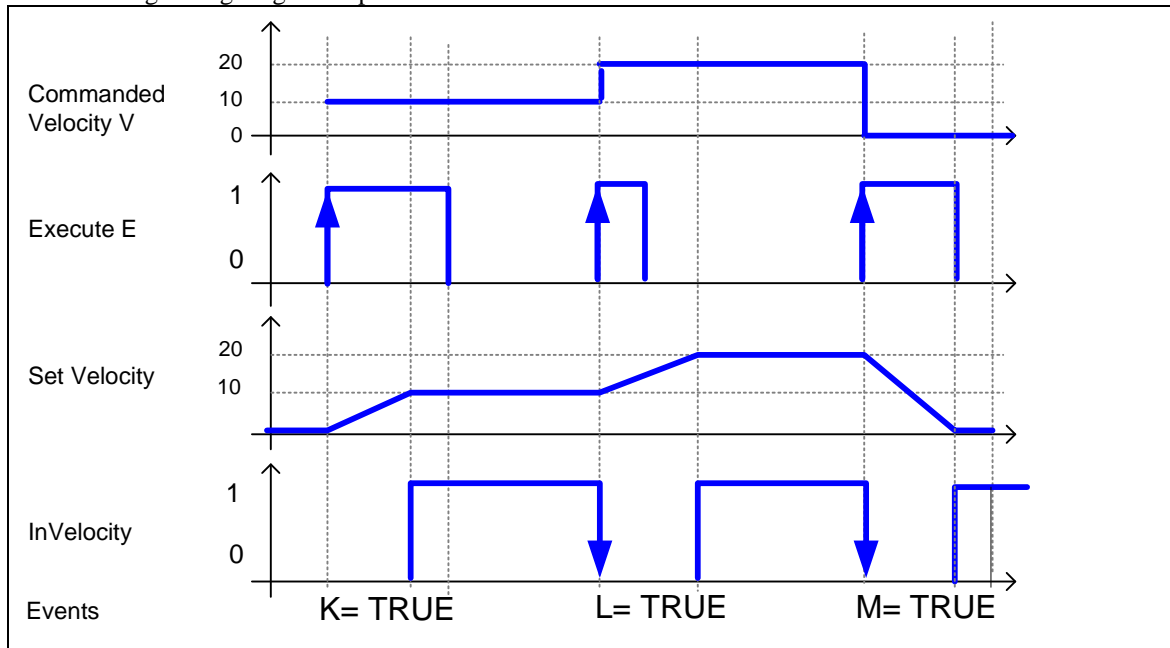 Commanded
Velocity V
20
10
0
Execute E
1
0
Set Velocity
20
10
InVelocity
1
0
Events
K= TRUE
L= TRUE
M= TRUE